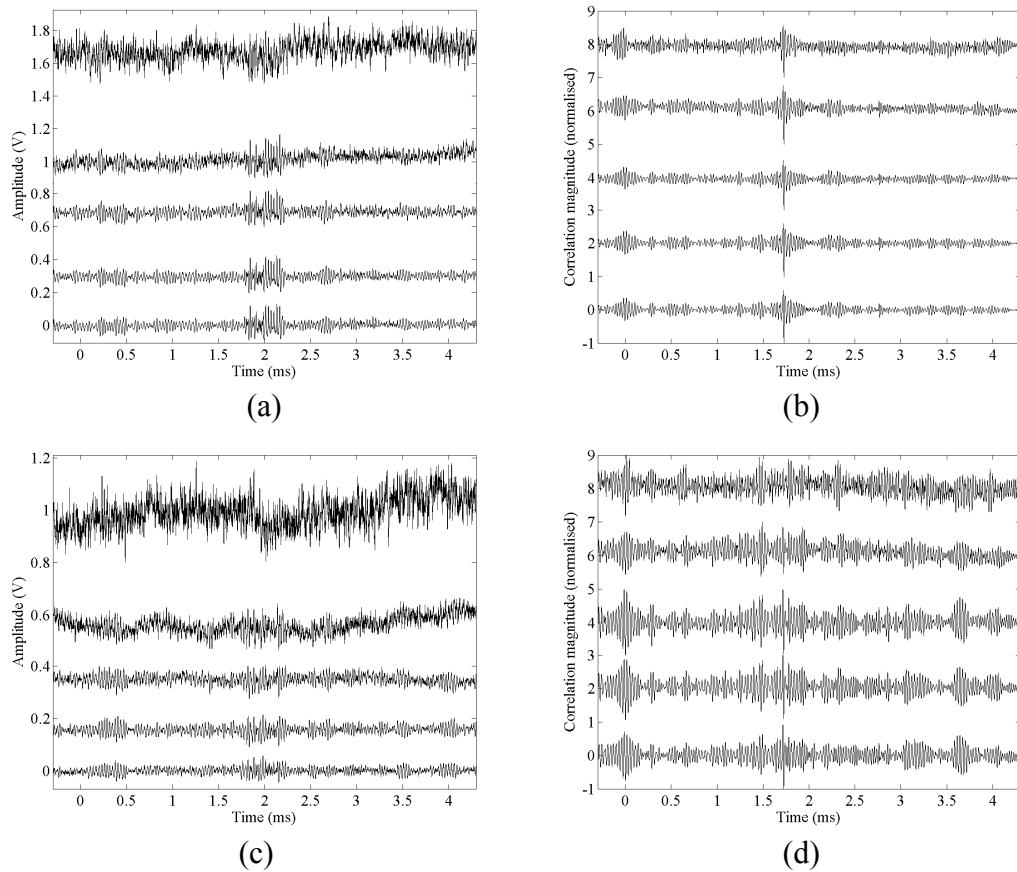 1.8
1.6
1.4
1.2
1
0.8
0.6
0.4
0.2
0
Amplitude (V)
0 0.5 1 1.5 2 2.5 3 3.5 4
Time (ms)
(a)
9
8
7
6
5
4
3
2
1
0
-1
Correlation magnitude (normalised)
0 0.5 1 1.5 2 2.5 3 3.5 4
Time (ms)
(b)
1.2
1
0.8
0.6
0.4
0.2
0
Amplitude (V)
0 0.5 1 1.5 2 2.5 3 3.5 4
Time (ms)
(c)
9
8
7
6
5
4
3
2
1
0
-1
Correlation magnitude (normalised)
0 0.5 1 1.5 2 2.5 3 3.5 4
Time (ms)
(d)